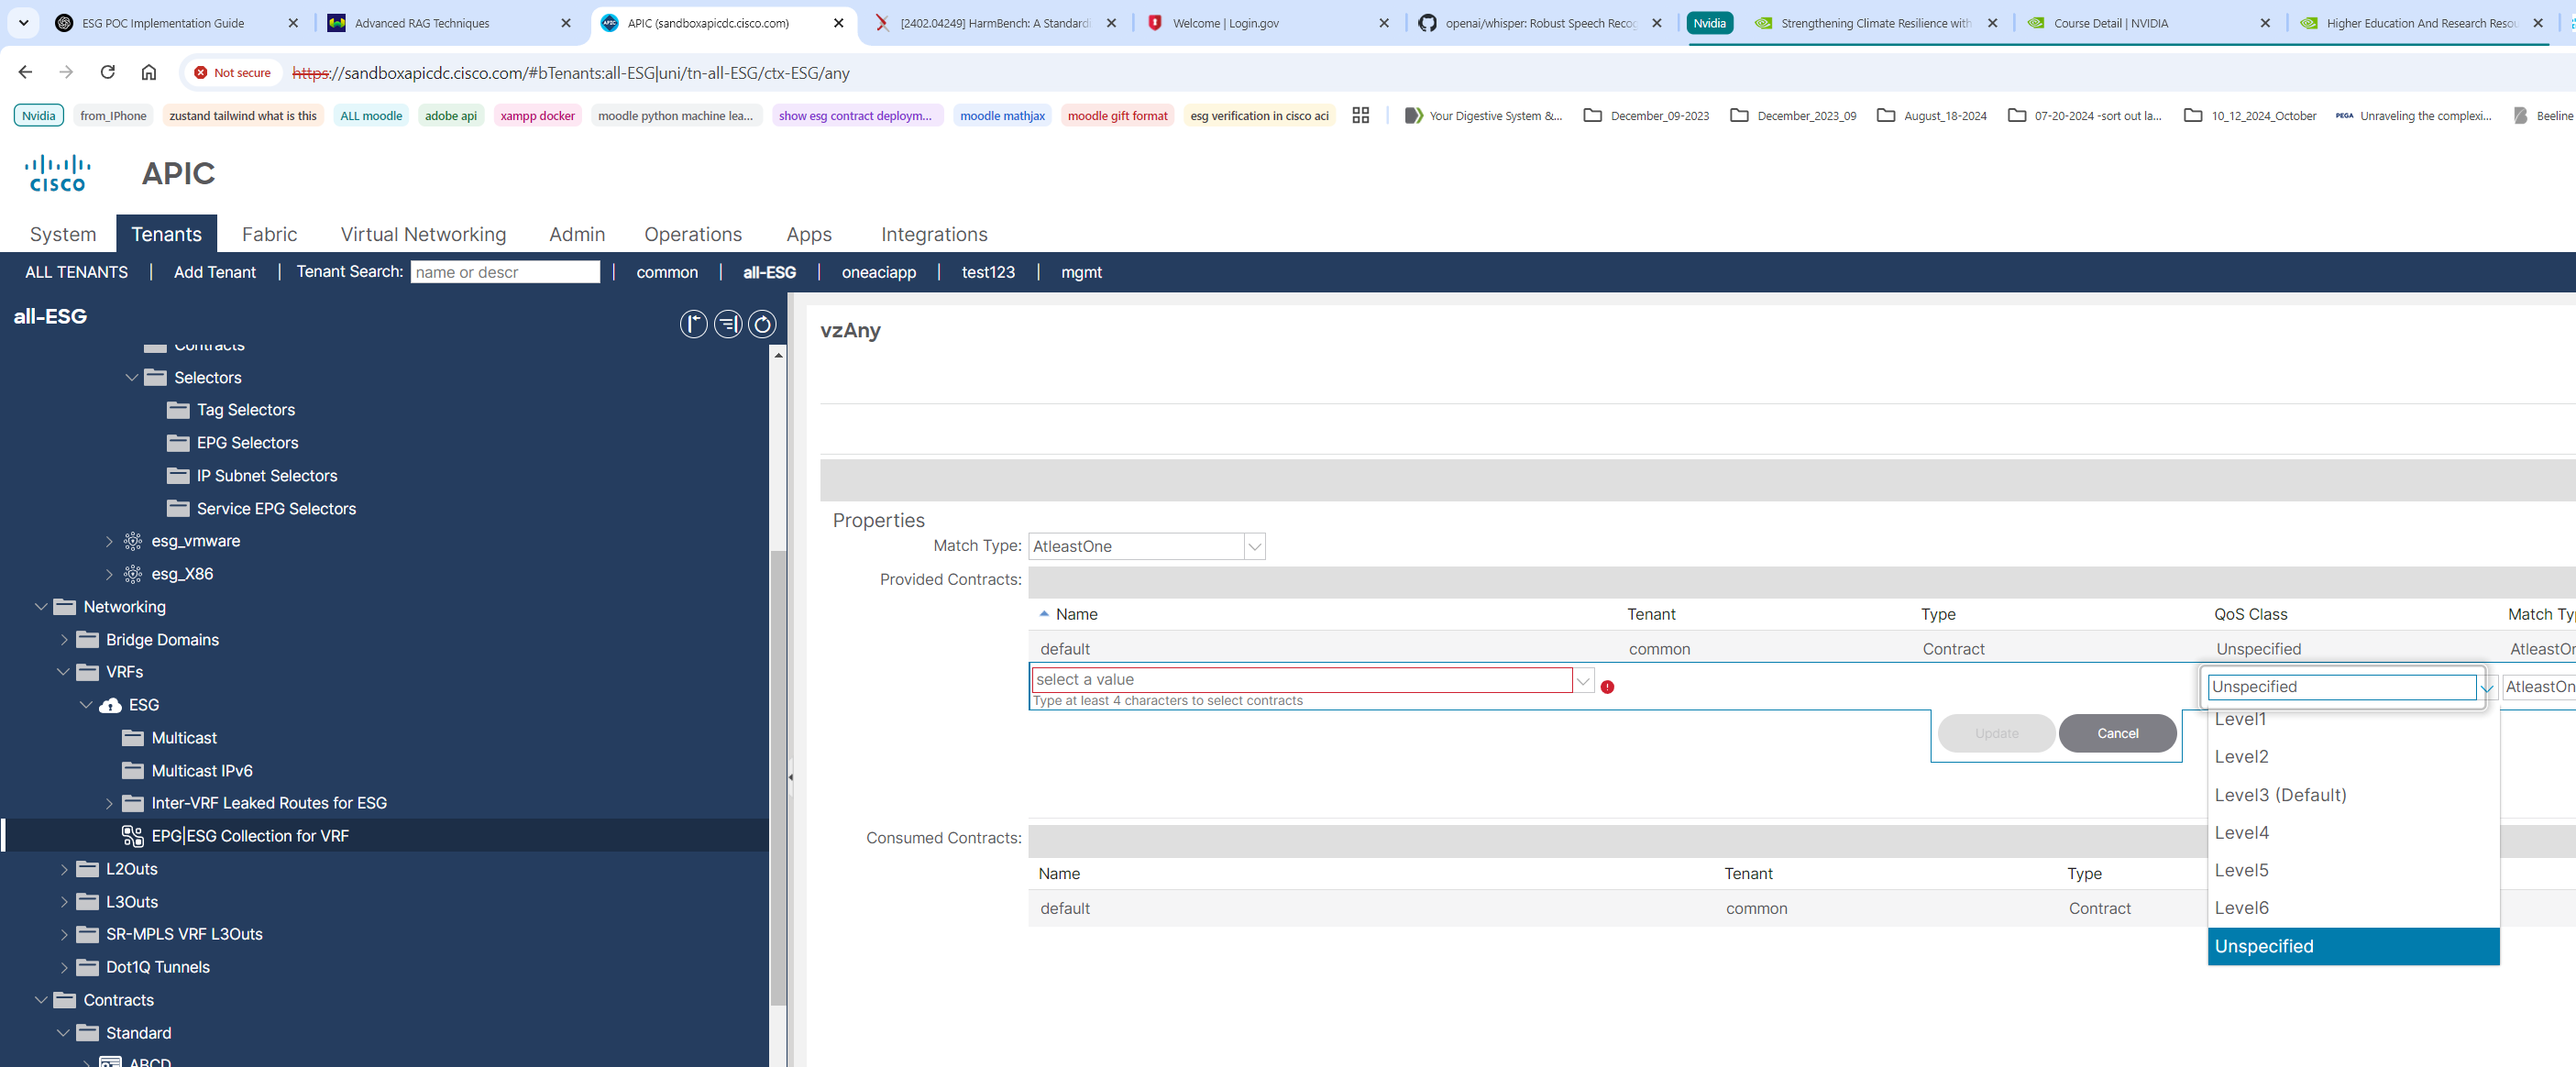 ESG POC Implementation Guide
Advanced RAG Techniques
APIC (sandboxapicdc.cisco.com)
[2402.04249] HarmBench: A Standardi
Welcome | Login.gov
openai/whisper: Robust Speech Recog
Nvidia
Strengthening Climate Resilience with
Course Detail | NVIDIA
Higher Education And Research Resou
Not secure
https://sandboxapicdc.cisco.com/#bTenants:all-ESG|uni/tn-all-ESG/ctx-ESG/any
Nvidia
from_IPhone
zustand tailwind what is this
ALL moodle
adobe api
xampp docker
moodle python machine lea...
show esg contract deploym...
moodle mathjax
moodle gift format
esg verification in cisco aci
Your Digestive System &...
December_09-2023
December_2023_09
August_18-2024
07-20-2024 -sort out la...
10_12_2024_October
PEGA
Unraveling the complexi...
Beeline
CISCO
APIC
System
Tenants
Fabric
Virtual Networking
Admin
Operations
Apps
Integrations
ALL TENANTS | Add Tenant | Tenant Search: name or descr | common | all-ESG | oneaciapp | test123 | mgmt
all-ESG
Contracts
Selectors
Tag Selectors
EPG Selectors
IP Subnet Selectors
Service EPG Selectors
esg_vmware
esg_X86
Networking
Bridge Domains
VRFs
ESG
Multicast
Multicast IPv6
Inter-VRF Leaked Routes for ESG
EPG|ESG Collection for VRF
L2Outs
L3Outs
SR-MPLS VRF L3Outs
Dot1Q Tunnels
Contracts
Standard
ABCD
vzAny
Properties
Match Type: AtleastOne
Provided Contracts:
Name Tenant Type QoS Class Match Ty
default common Contract Unspecified AtleastOn
select a value
Type at least 4 characters to select contracts
Unspecified
AtleastOn
Update
Cancel
Level1
Level2
Level3 (Default)
Level4
Level5
Level6
Unspecified
Consumed Contracts:
Name Tenant Type
default common Contract